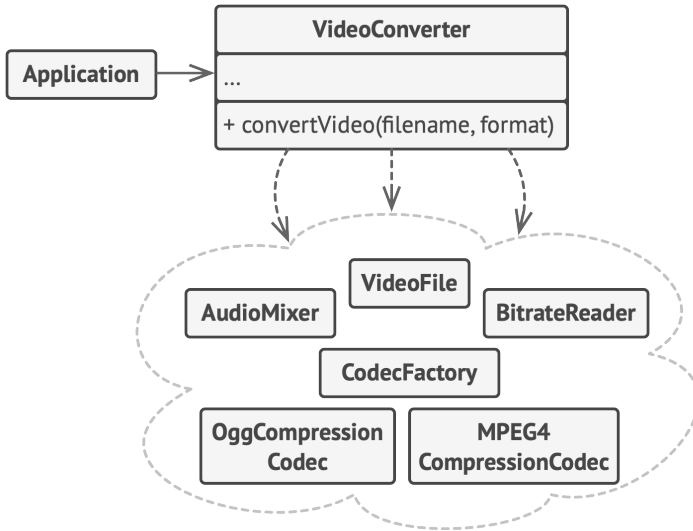 VideoConverter
Application
...
+ convertVideo(filename, format)
VideoFile
AudioMixer
BitrateReader
CodecFactory
OggCompression
Codec
MPEG4
CompressionCodec